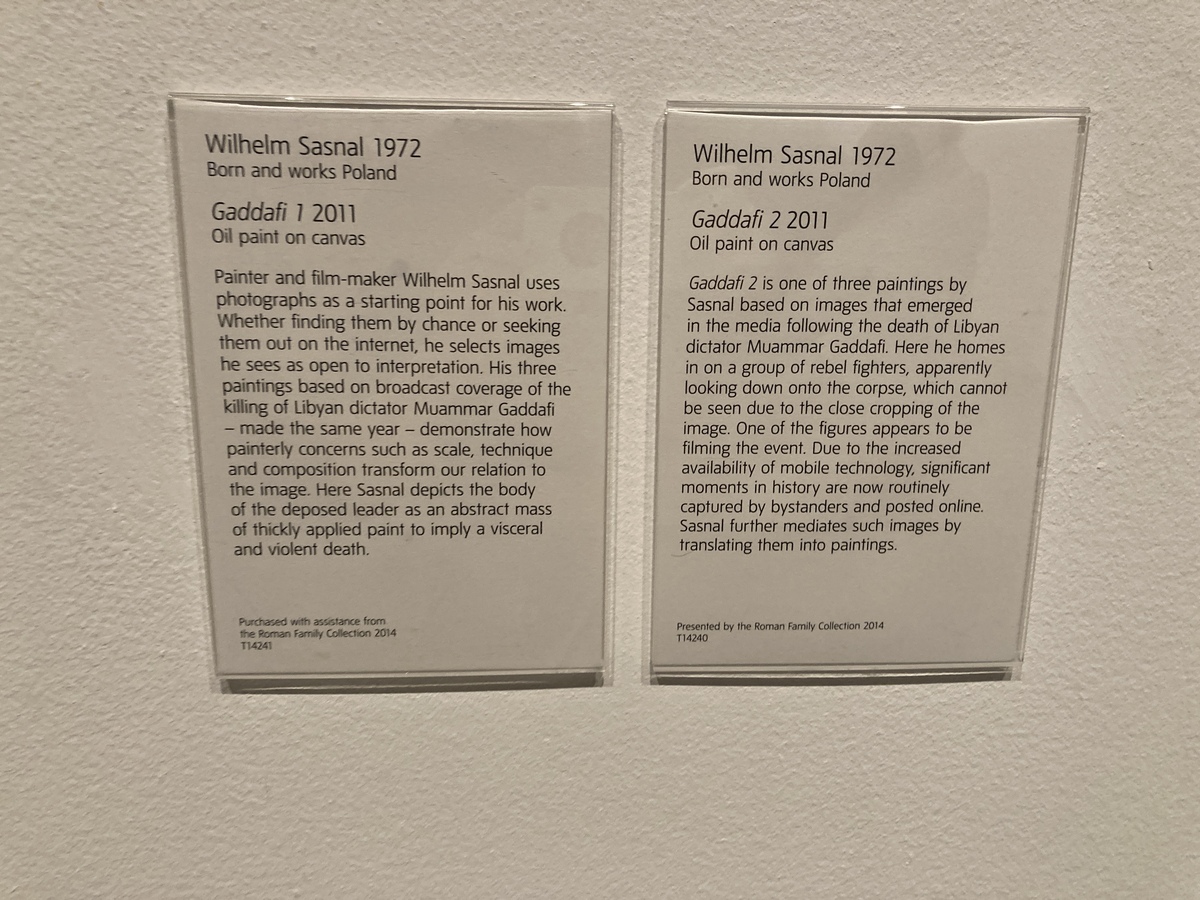 Wilhelm Sasnal 1972
Born and works Poland
Gaddafi 1 2011
Oil paint on canvas
Painter and film-maker Wilhelm Sasnal uses
photographs as a starting point for his work.
Whether finding them by chance or seeking
them out on the internet, he selects images
he sees as open to interpretation. His three
paintings based on broadcast coverage of the
killing of Libyan dictator Muammar Gaddafi
– made the same year – demonstrate how
painterly concerns such as scale, technique
and composition transform our relation to
the image. Here Sasnal depicts the body
of the deposed leader as an abstract mass
of thickly applied paint to imply a visceral
and violent death.
Purchased with assistance from
the Roman Family Collection 2014
T14241
Wilhelm Sasnal 1972
Born and works Poland
Gaddafi 2 2011
Oil paint on canvas
Gaddafi 2 is one of three paintings by
Sasnal based on images that emerged
in the media following the death of Libyan
dictator Muammar Gaddafi. Here he homes
in on a group of rebel fighters, apparently
looking down onto the corpse, which cannot
be seen due to the close cropping of the
image. One of the figures appears to be
filming the event. Due to the increased
availability of mobile technology, significant
moments in history are now routinely
captured by bystanders and posted online.
Sasnal further mediates such images by
translating them into paintings.
Presented by the Roman Family Collection 2014
T14240